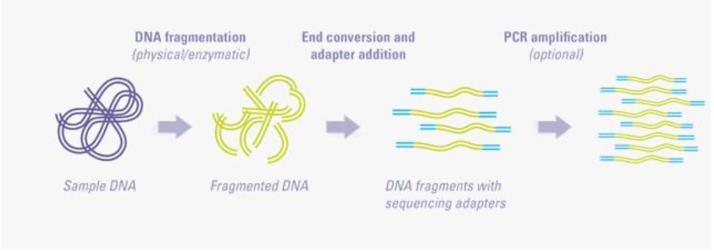 DNA fragmentation
(physical/enzymatic)
End conversion and
adapter addition
PCR amplification
(optional)
Sample DNA
Fragmented DNA
DNA fragments with
sequencing adapters